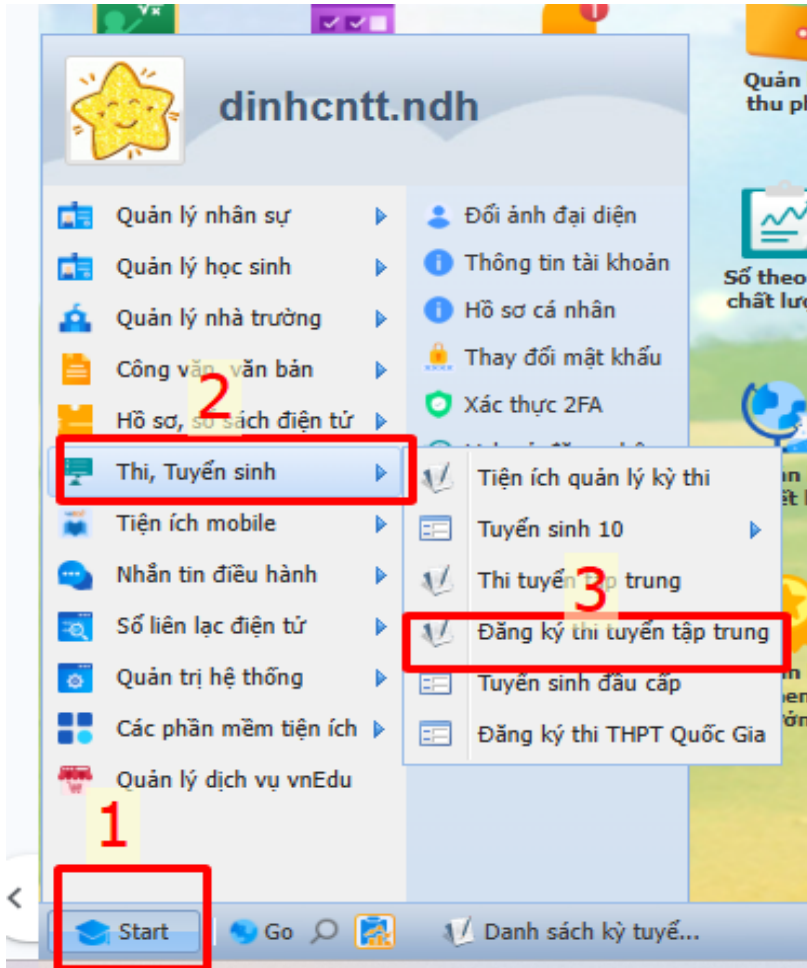 1
dinhcntt.ndh
Quản
thu
Quản lý nhân sự
Quản lý học sinh
Quản lý nhà trường
Công văn, văn bản
2
Hồ sơ, sổ sách điện tử
Thi, Tuyển sinh
Tiện ích mobile
Nhắn tin điều hành
Sổ liên lạc điện tử
Quản trị hệ thống
Các phần mềm tiện ích
Quản lý dịch vụ vnEdu
Đổi ảnh đại diện
Thông tin tài khoản
Hồ sơ cá nhân
Thay đổi mật khẩu
Xác thực 2FA
Tiện ích quản lý kỳ thi
Tuyển sinh 10
Thi tuyển tập trung
3
Đăng ký thi tuyển tập trung
Tuyển sinh đầu cấp
Đăng ký thi THPT Quốc Gia
Sổ theo
chất
1
Start
Go
Danh sách kỳ tuyể...